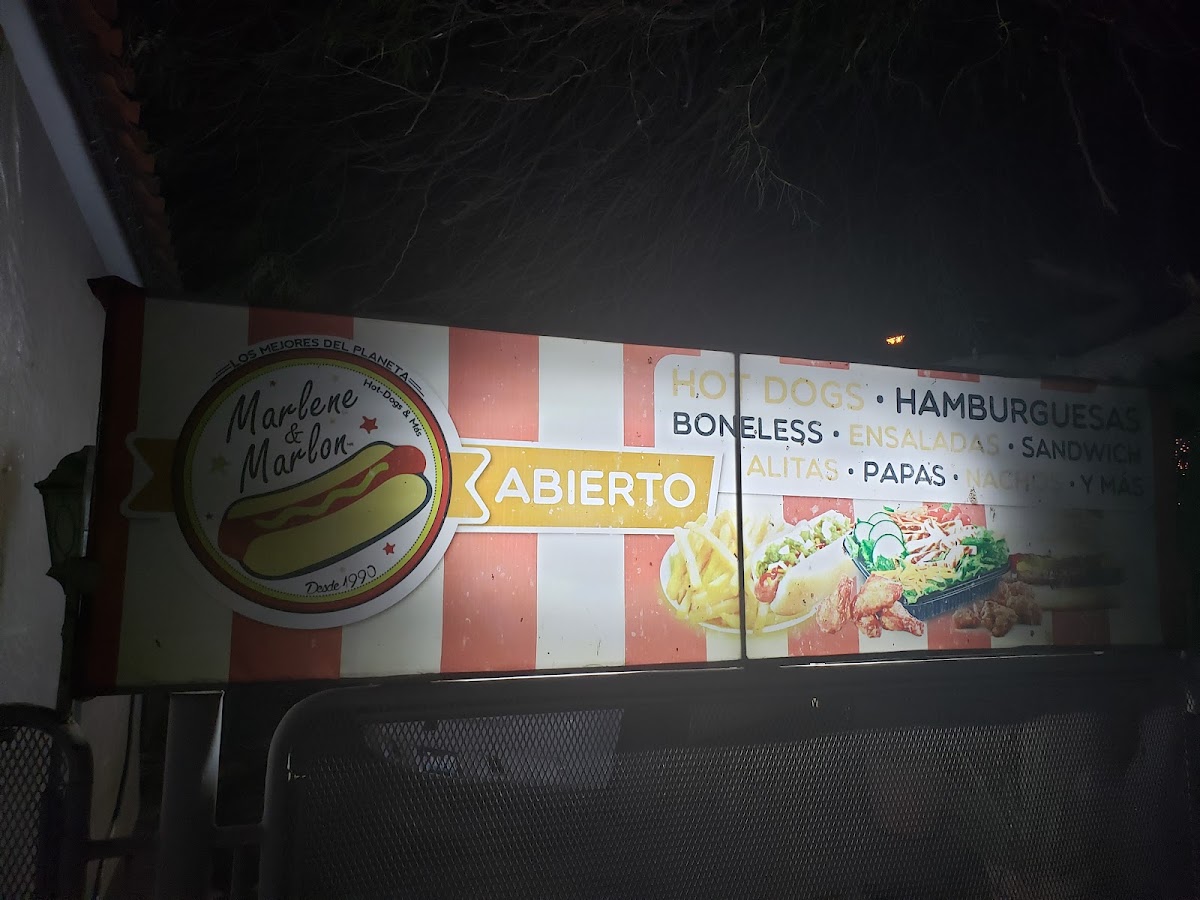 LOS MEJORES DEL PLANETA
Marlene
&
Marlon
Hot-Dogs & Más
Desde 1990
ABIERTO
HOT DOGS • HAMBURGUESAS
BONELESS • ENSALADAS • SANDWICH
ALITAS • PAPAS • NACHOS • Y MÁS